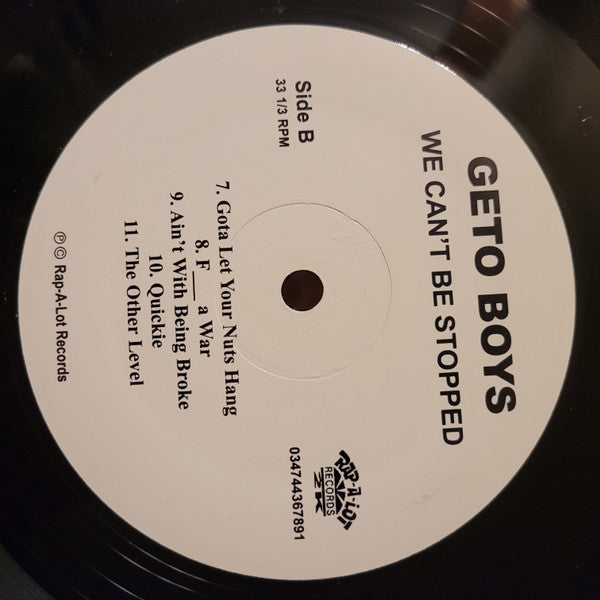 GETO BOYS
WE CAN'T BE STOPPED
Side B
33 1/3 RPM
RAP-A-LOT
RECORDS
2K
034744367891
7. Gota Let Your Nuts Hang
8. F___ a War
9. Ain't With Being Broke
10. Quickie
11. The Other Level
℗ © Rap-A-Lot Records